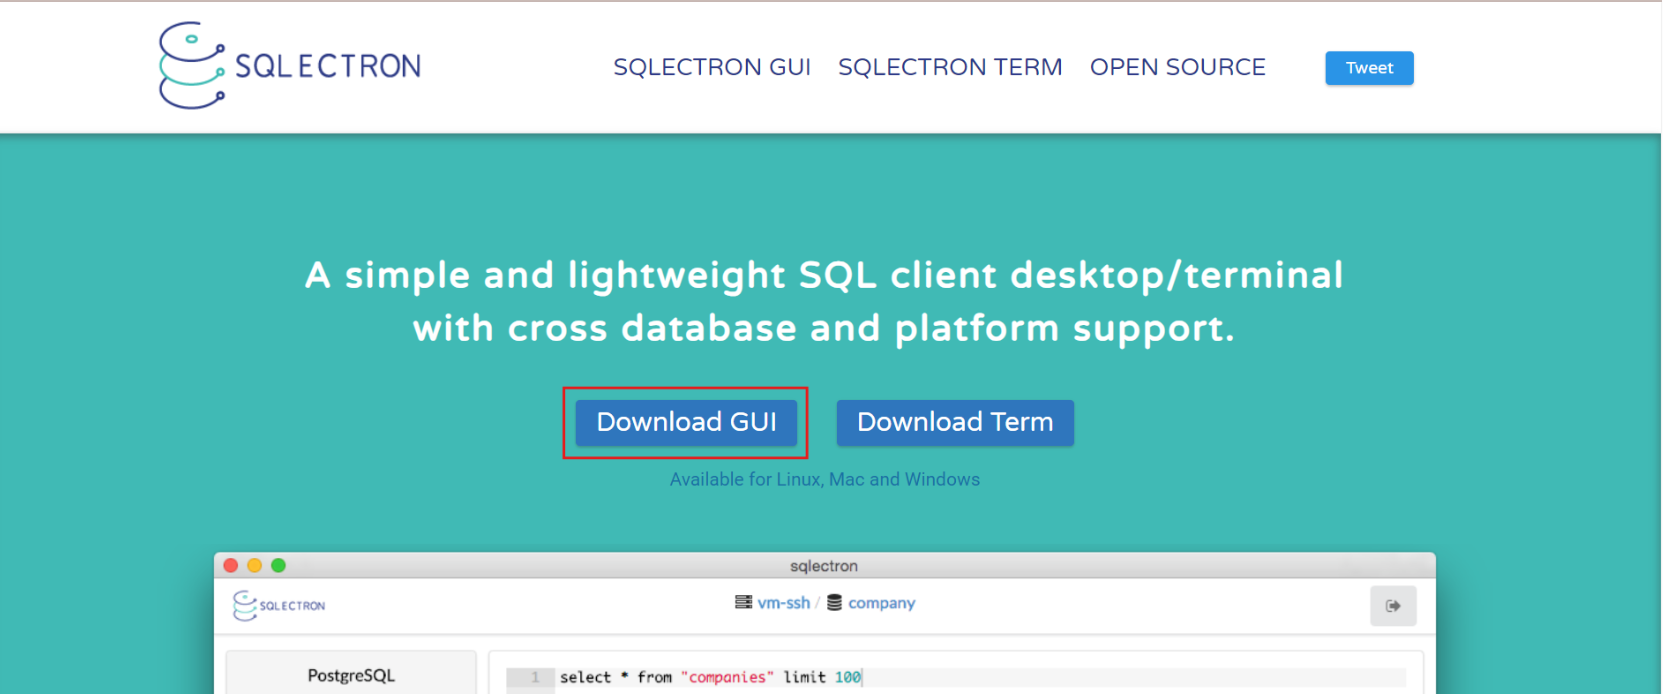 SQLECTRON
SQLECTRON GUI SQLECTRON TERM OPEN SOURCE Tweet
A simple and lightweight SQL client desktop/terminal
with cross database and platform support.
Download GUI Download Term
Available for Linux, Mac and Windows
sqlectron
SQLECTRON vm-ssh / company
PostgreSQL
1 select * from "companies" limit 100